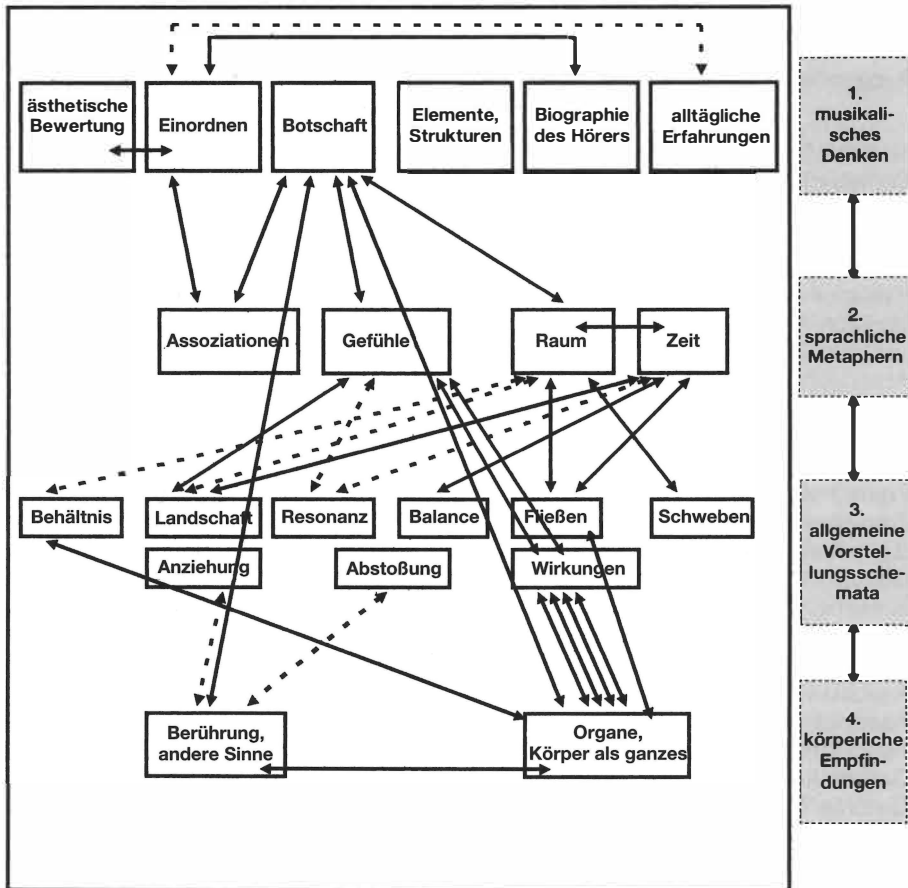 ästhetische
Bewertung
Einordnen
Botschaft
Elemente,
Strukturen
Biographie
des Hörers
alltägliche
Erfahrungen
1.
musikali-
sches
Denken
Assoziationen
Gefühle
Raum
Zeit
2.
sprachliche
Metaphern
Behältnis
Landschaft
Resonanz
Balance
Fließen
Schweben
Anziehung
Abstoßung
Wirkungen
3.
allgemeine
Vorstel-
lungssche-
mata
Berührung,
andere Sinne
Organe,
Körper als ganzes
4.
körperliche
Empfin-
dungen